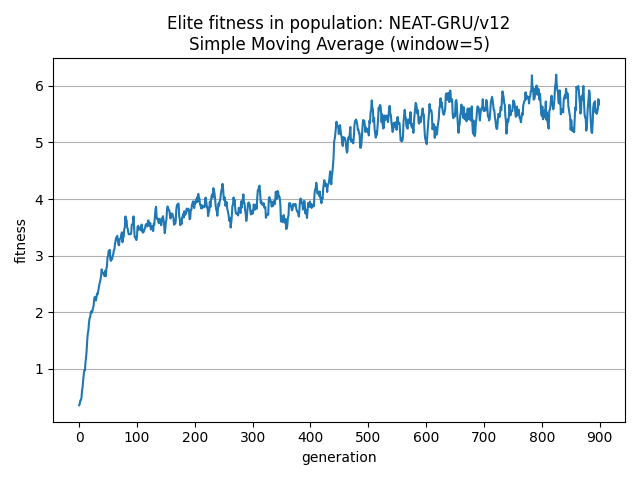 Elite fitness in population: NEAT-GRU/v12
Simple Moving Average (window=5)
fitness
6
5
4
3
2
1
0 100 200 300 400 500 600 700 800 900
generation